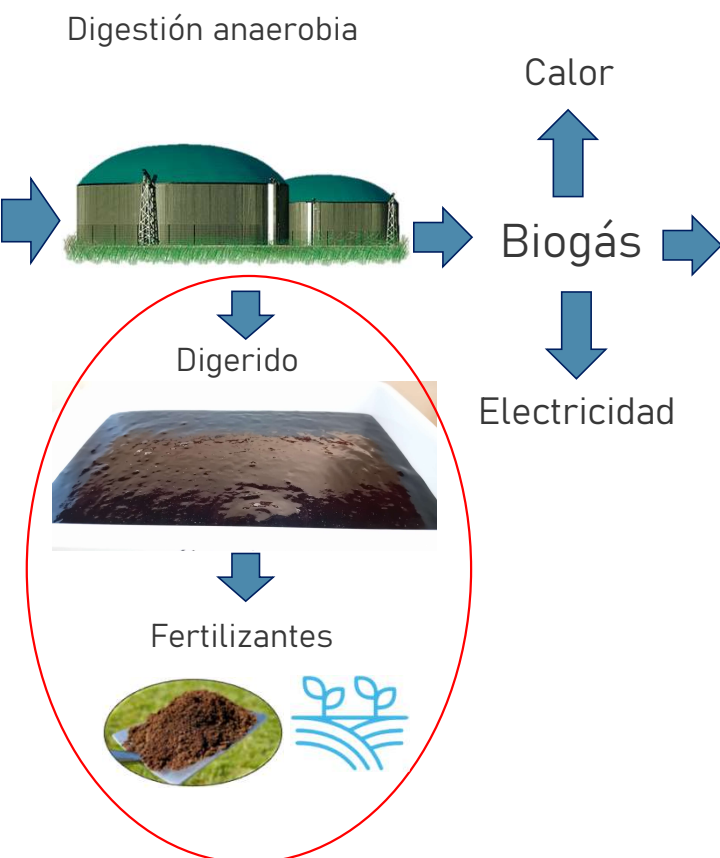 Digestión anaerobia
Calor
Biogás
Digerido
Electricidad
Fertilizantes